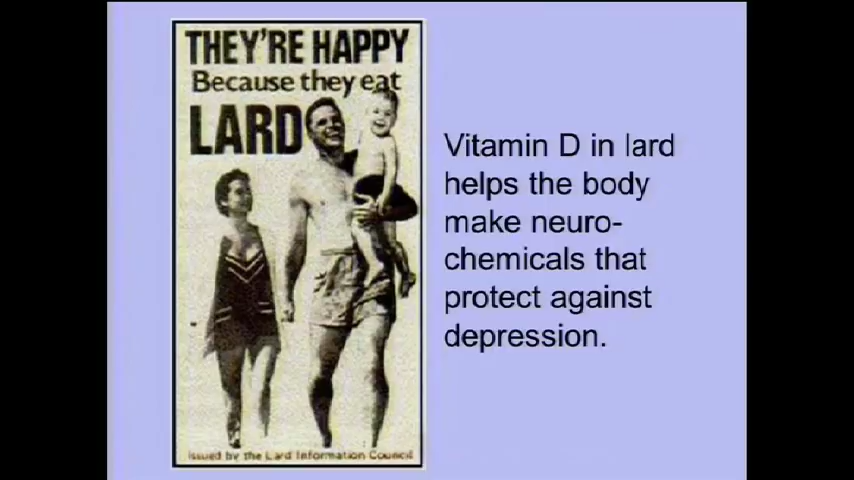 THEY'RE HAPPY
Because they eat
LARD
Issued by the Lard Information Council
Vitamin D in lard
helps the body
make neuro-
chemicals that
protect against
depression.